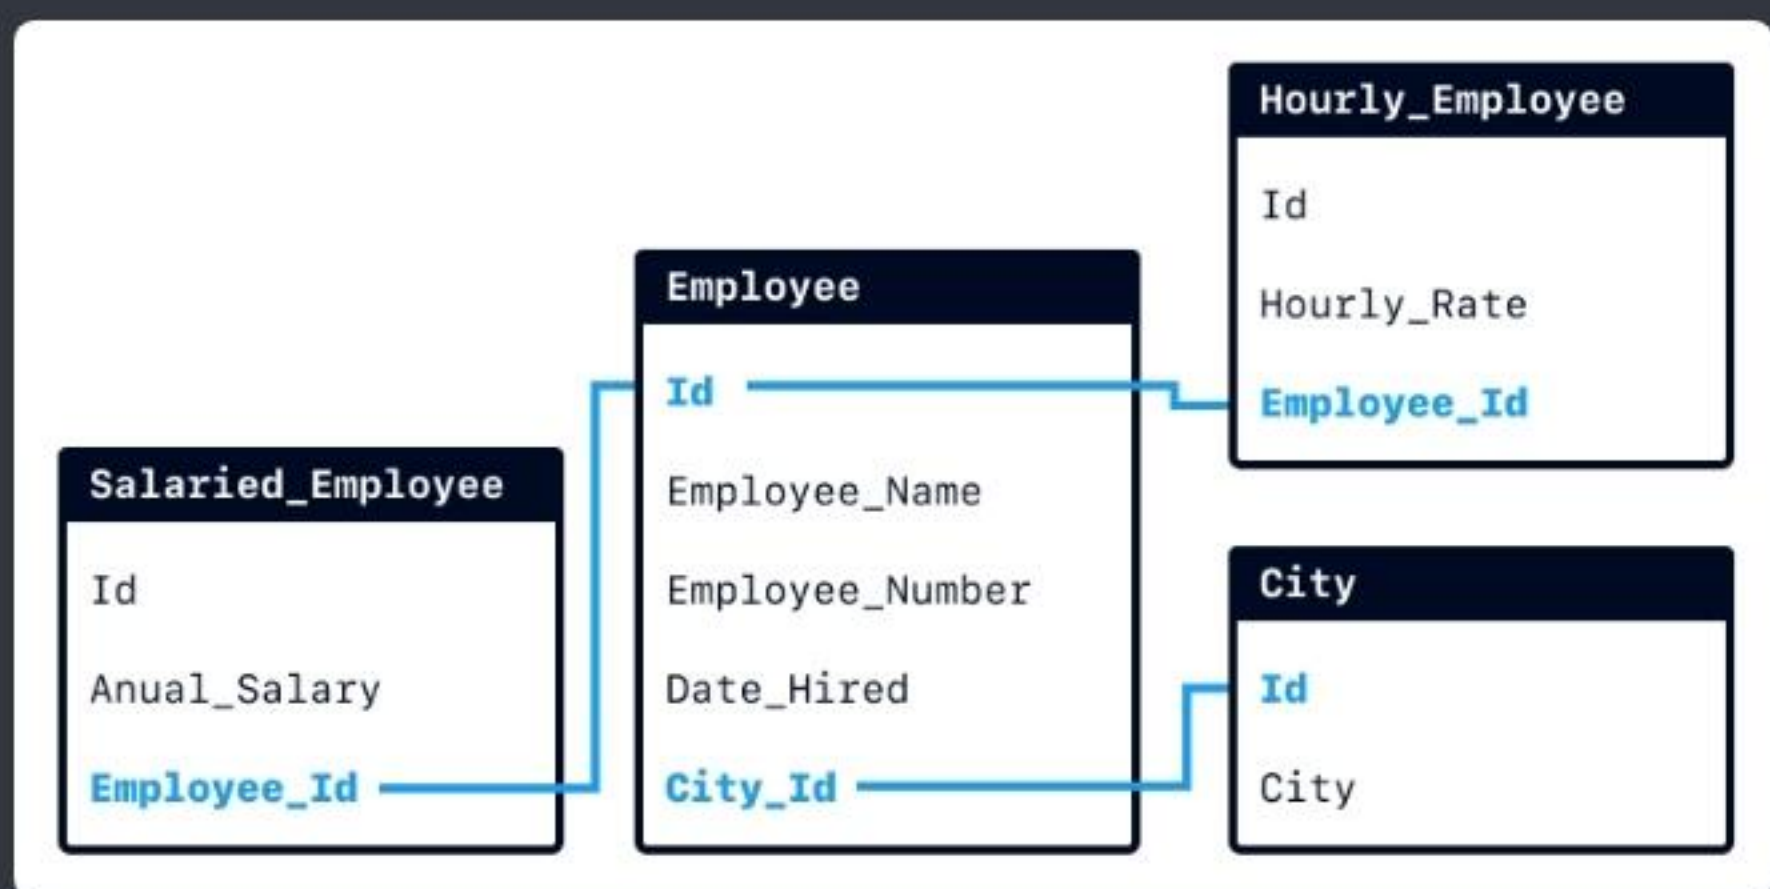 Hourly_Employee
Id
Hourly_Rate
Employee_Id
Employee
Id
Employee_Name
Employee_Number
Date_Hired
City_Id
Salaried_Employee
Id
Anual_Salary
Employee_Id
City
Id
City